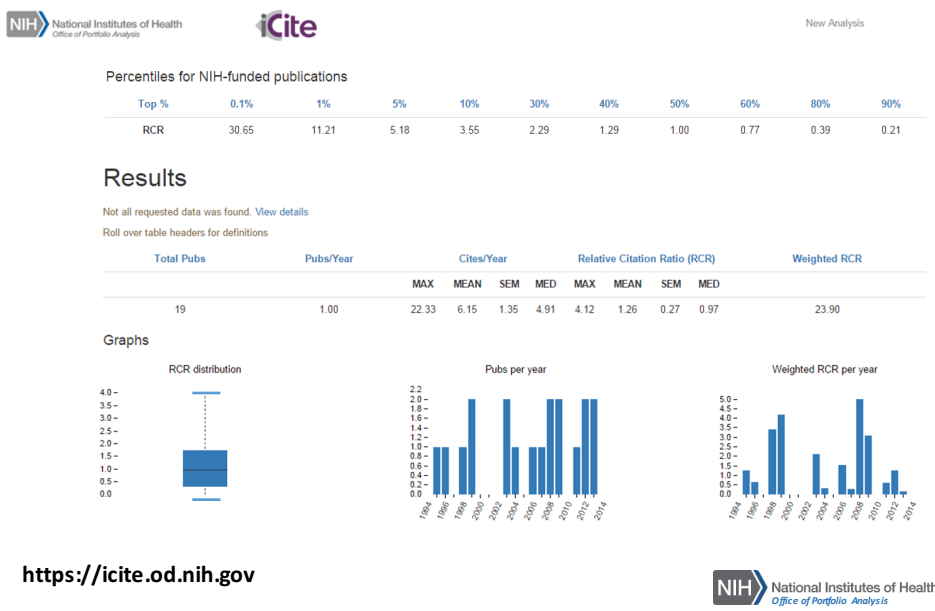 NIH National Institutes of Health
Office of Portfolio Analysis
iCite
New Analysis
Percentiles for NIH-funded publications
Top % 0.1% 1% 5% 10% 30% 40% 50% 60% 80% 90%
RCR 30.65 11.21 5.18 3.55 2.29 1.29 1.00 0.77 0.39 0.21
Results
Not all requested data was found. View details
Roll over table headers for definitions
Total Pubs Pubs/Year Cites/Year Relative Citation Ratio (RCR) Weighted RCR
MAX MEAN SEM MED MAX MEAN SEM MED
19 1.00 22.33 6.15 1.35 4.91 4.12 1.26 0.27 0.97 23.90
Graphs
RCR distribution
4.0
3.5
3.0
2.5
2.0
1.5
1.0
0.5
0.0
Pubs per year
2.2
2.0
1.8
1.6
1.4
1.2
1.0
0.8
0.6
0.4
0.2
0.0
1994 1996 1998 2000 2002 2004 2006 2008 2010 2012 2014
Weighted RCR per year
5.0
4.5
4.0
3.5
3.0
2.5
2.0
1.5
1.0
0.5
0.0
1994 1996 1998 2000 2002 2004 2006 2008 2010 2012 2014
https://icite.od.nih.gov
NIH National Institutes of Health
Office of Portfolio Analysis